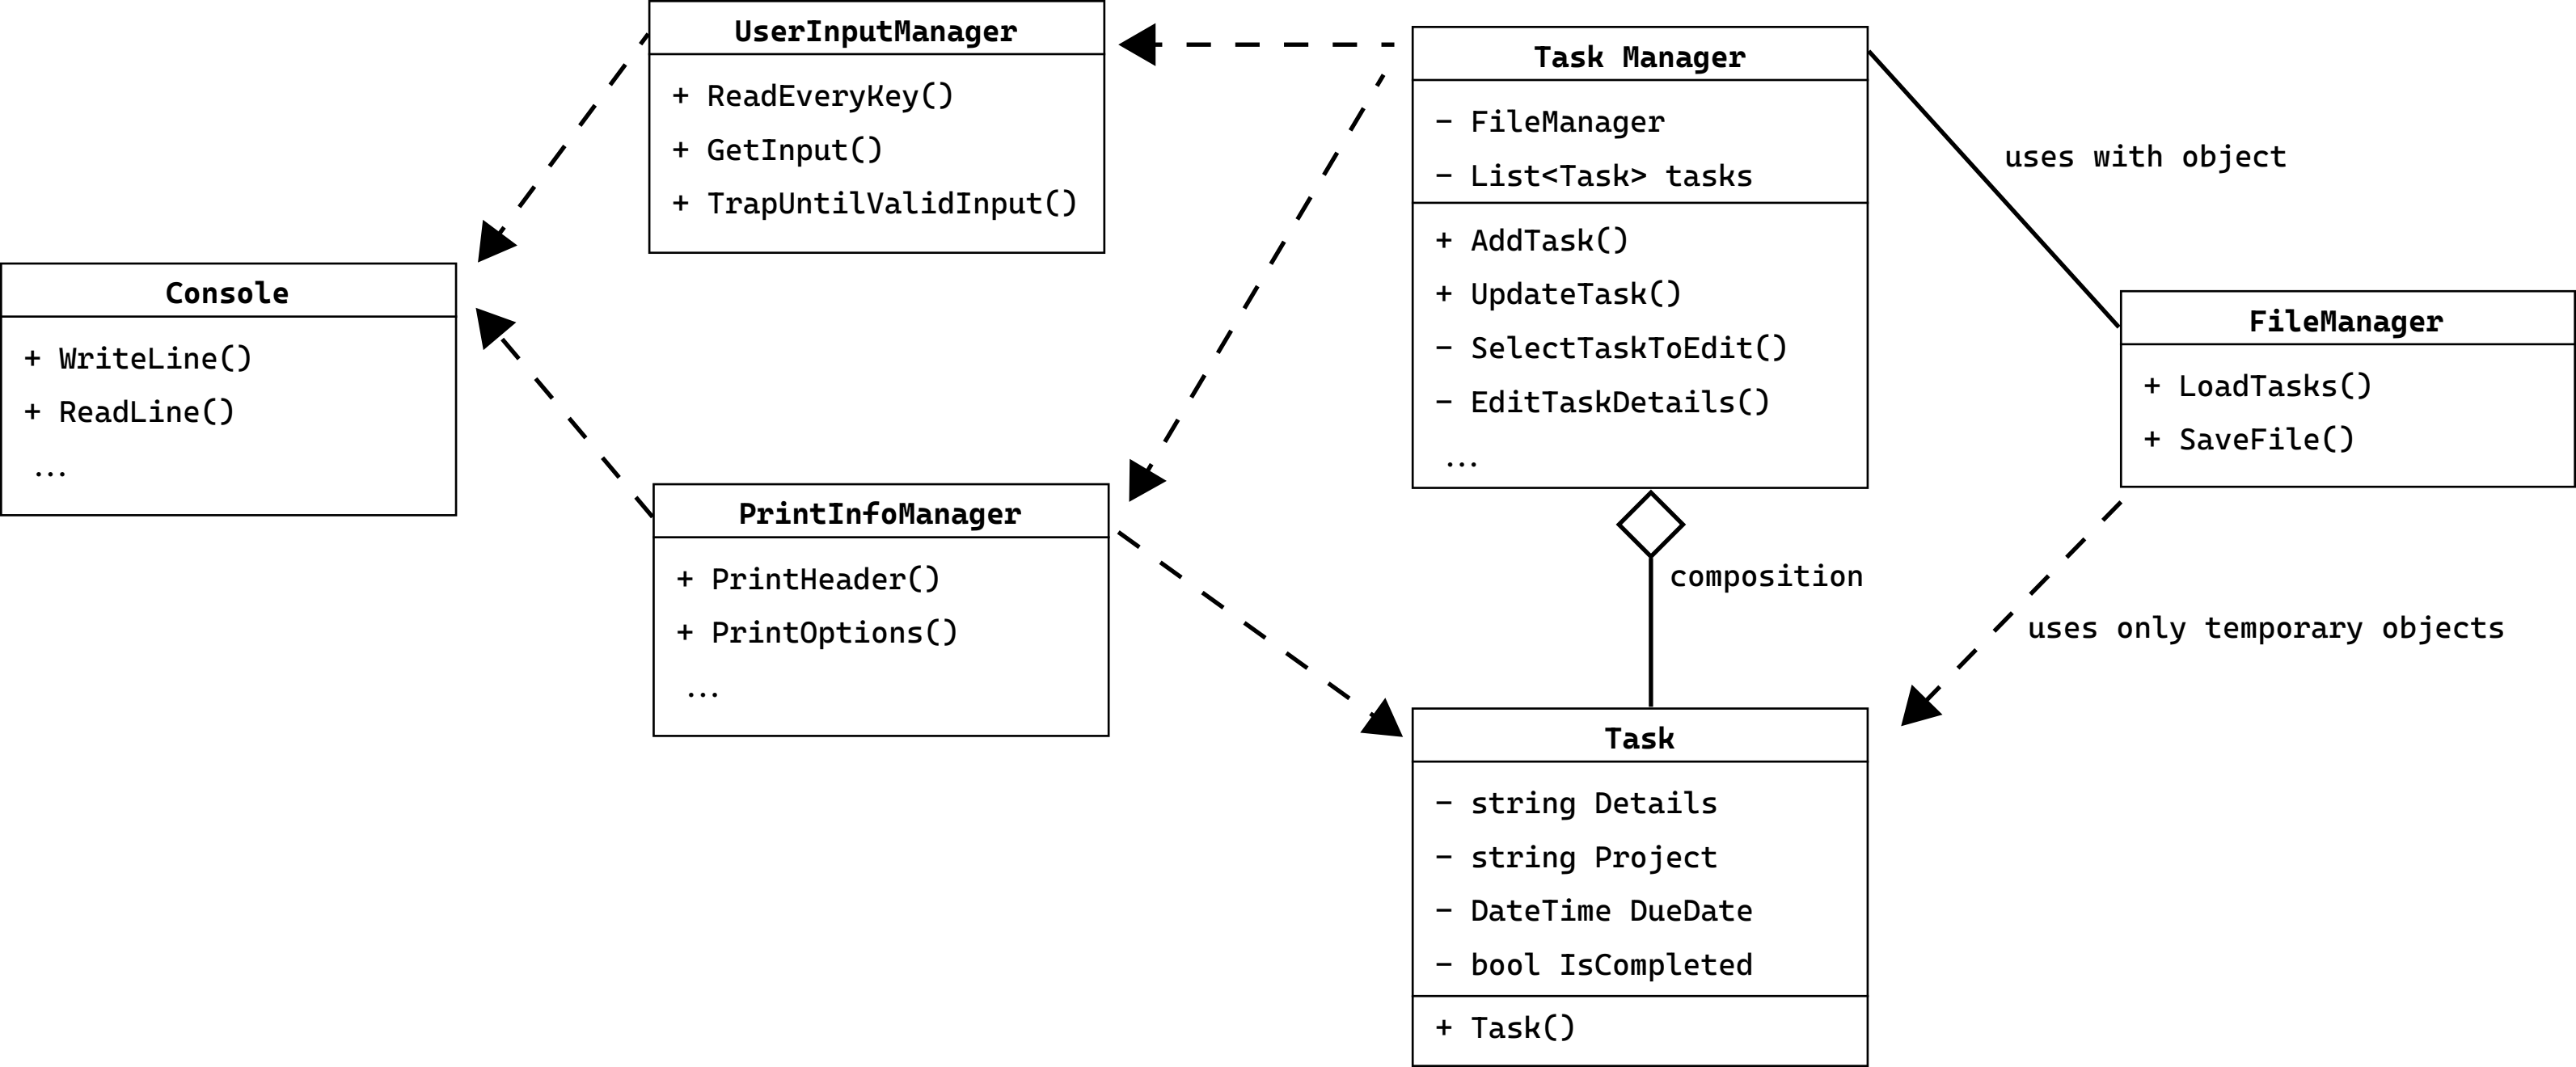 UserInputManager
+ ReadEveryKey()
+ GetInput()
+ TrapUntilValidInput()
Task Manager
- FileManager
- List<Task> tasks
+ AddTask()
+ UpdateTask()
- SelectTaskToEdit()
- EditTaskDetails()
...
uses with object
Console
+ WriteLine()
+ ReadLine()
...
FileManager
+ LoadTasks()
+ SaveFile()
PrintInfoManager
+ PrintHeader()
+ PrintOptions()
...
composition
uses only temporary objects
Task
- string Details
- string Project
- DateTime DueDate
- bool IsCompleted
+ Task()